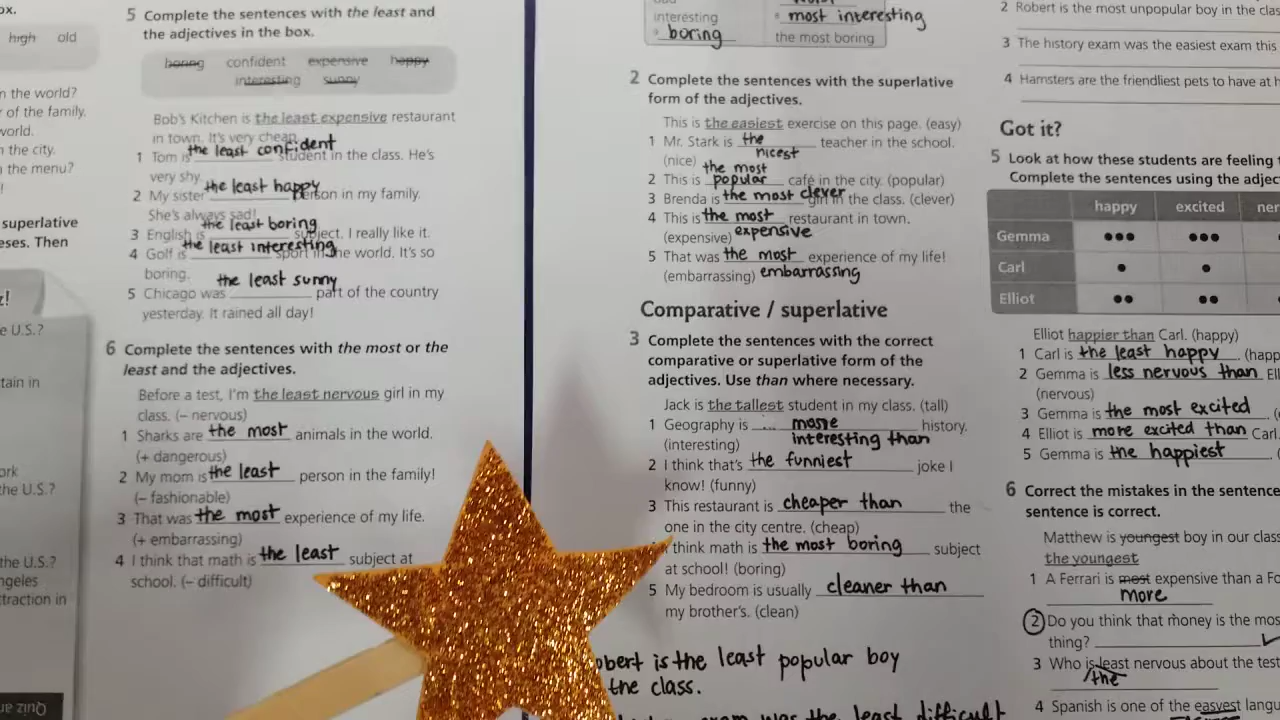 ox.
high old
n the world?
r of the family.
world.
n the city.
n the menu?
superlative
eses. Then
z!
e U.S.?
tain in
ork
the U.S.?
the U.S.?
ngeles
ttraction in
Quiz an
5 Complete the sentences with the least and
the adjectives in the box.
boring confident expensive happy
interesting sunny
Bob's Kitchen is the least expensive restaurant
in town. It's very cheap.
1 Tom is the least confident student in the class. He's
very shy.
2 My sister the least happy person in my family.
She's always sad!
3 English is the least boring subject. I really like it.
4 Golf is the least interesting sport in the world. It's so
boring.
5 Chicago was the least sunny part of the country
yesterday. It rained all day!
6 Complete the sentences with the most or the
least and the adjectives.
Before a test, I'm the least nervous girl in my
class. (– nervous)
1 Sharks are the most animals in the world.
(+ dangerous)
2 My mom is the least person in the family!
(– fashionable)
3 That was the most experience of my life.
(+ embarrassing)
4 I think that math is the least subject at
school. (– difficult)
interesting most interesting
boring the most boring
2 Complete the sentences with the superlative
form of the adjectives.
This is the easiest exercise on this page. (easy)
1 Mr. Stark is the nicest teacher in the school.
(nice)
2 This is the most popular café in the city. (popular)
3 Brenda is the most clever girl in the class. (clever)
4 This is the most restaurant in town.
(expensive) expensive
5 That was the most experience of my life!
(embarrassing) embarrassing
Comparative / superlative
3 Complete the sentences with the correct
comparative or superlative form of the
adjectives. Use than where necessary.
Jack is the tallest student in my class. (tall)
1 Geography is more history.
(interesting) interesting than
2 I think that's the funniest joke I
know! (funny)
3 This restaurant is cheaper than the
one in the city centre. (cheap)
think math is the most boring subject
at school! (boring)
5 My bedroom is usually cleaner than
my brother's. (clean)
obert is the least popular boy
the class.
exam was the least difficult
2 Robert is the most unpopular boy in the clas
3 The history exam was the easiest exam this
4 Hamsters are the friendliest pets to have at h
Got it?
5 Look at how these students are feeling
Complete the sentences using the adjec
happy excited ner
Gemma
Carl
Elliot
Elliot happier than Carl. (happy)
1 Carl is the least happy. (happ
2 Gemma is less nervous than Ell
(nervous)
3 Gemma is the most excited. (
4 Elliot is more excited than Carl.
5 Gemma is the happiest. (
6 Correct the mistakes in the sentence
sentence is correct.
Matthew is youngest boy in our class
the youngest
1 A Ferrari is most expensive than a Fo
more
2 Do you think that money is the mos
thing?
3 Who is least nervous about the test
the
4 Spanish is one of the easyest langu